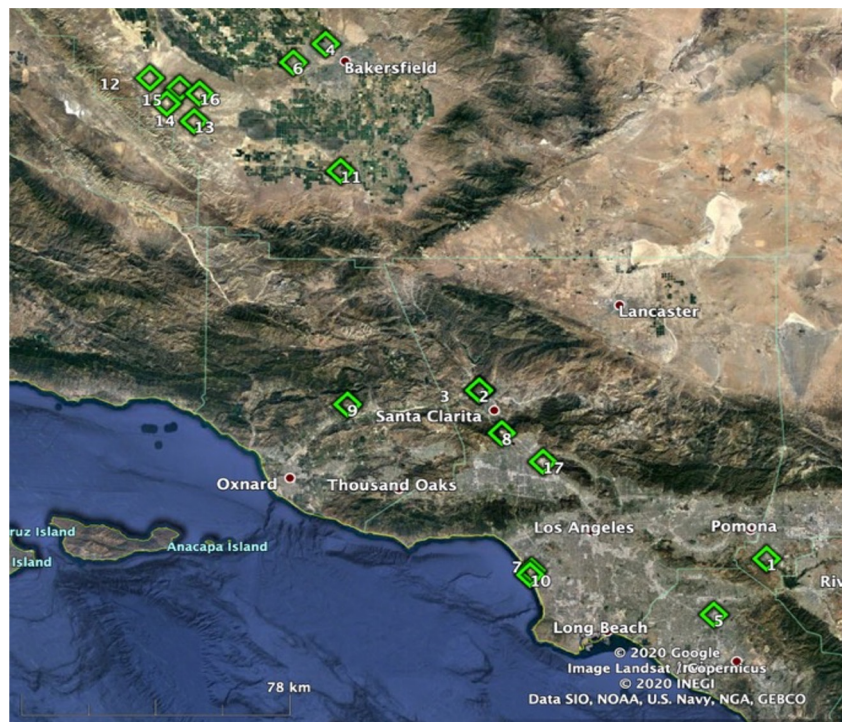 4
6
Bakersfield
12
15
16
14
13
11
Lancaster
3
2
9
Santa Clarita
8
17
Oxnard
Thousand Oaks
Los Angeles
Pomona
ruz Island
Anacapa Island
Island
7
10
1
Riv
5
Long Beach
© 2020 Google
Image Landsat / Copernicus
© 2020 INEGI
Data SIO, NOAA, U.S. Navy, NGA, GEBCO
78 km